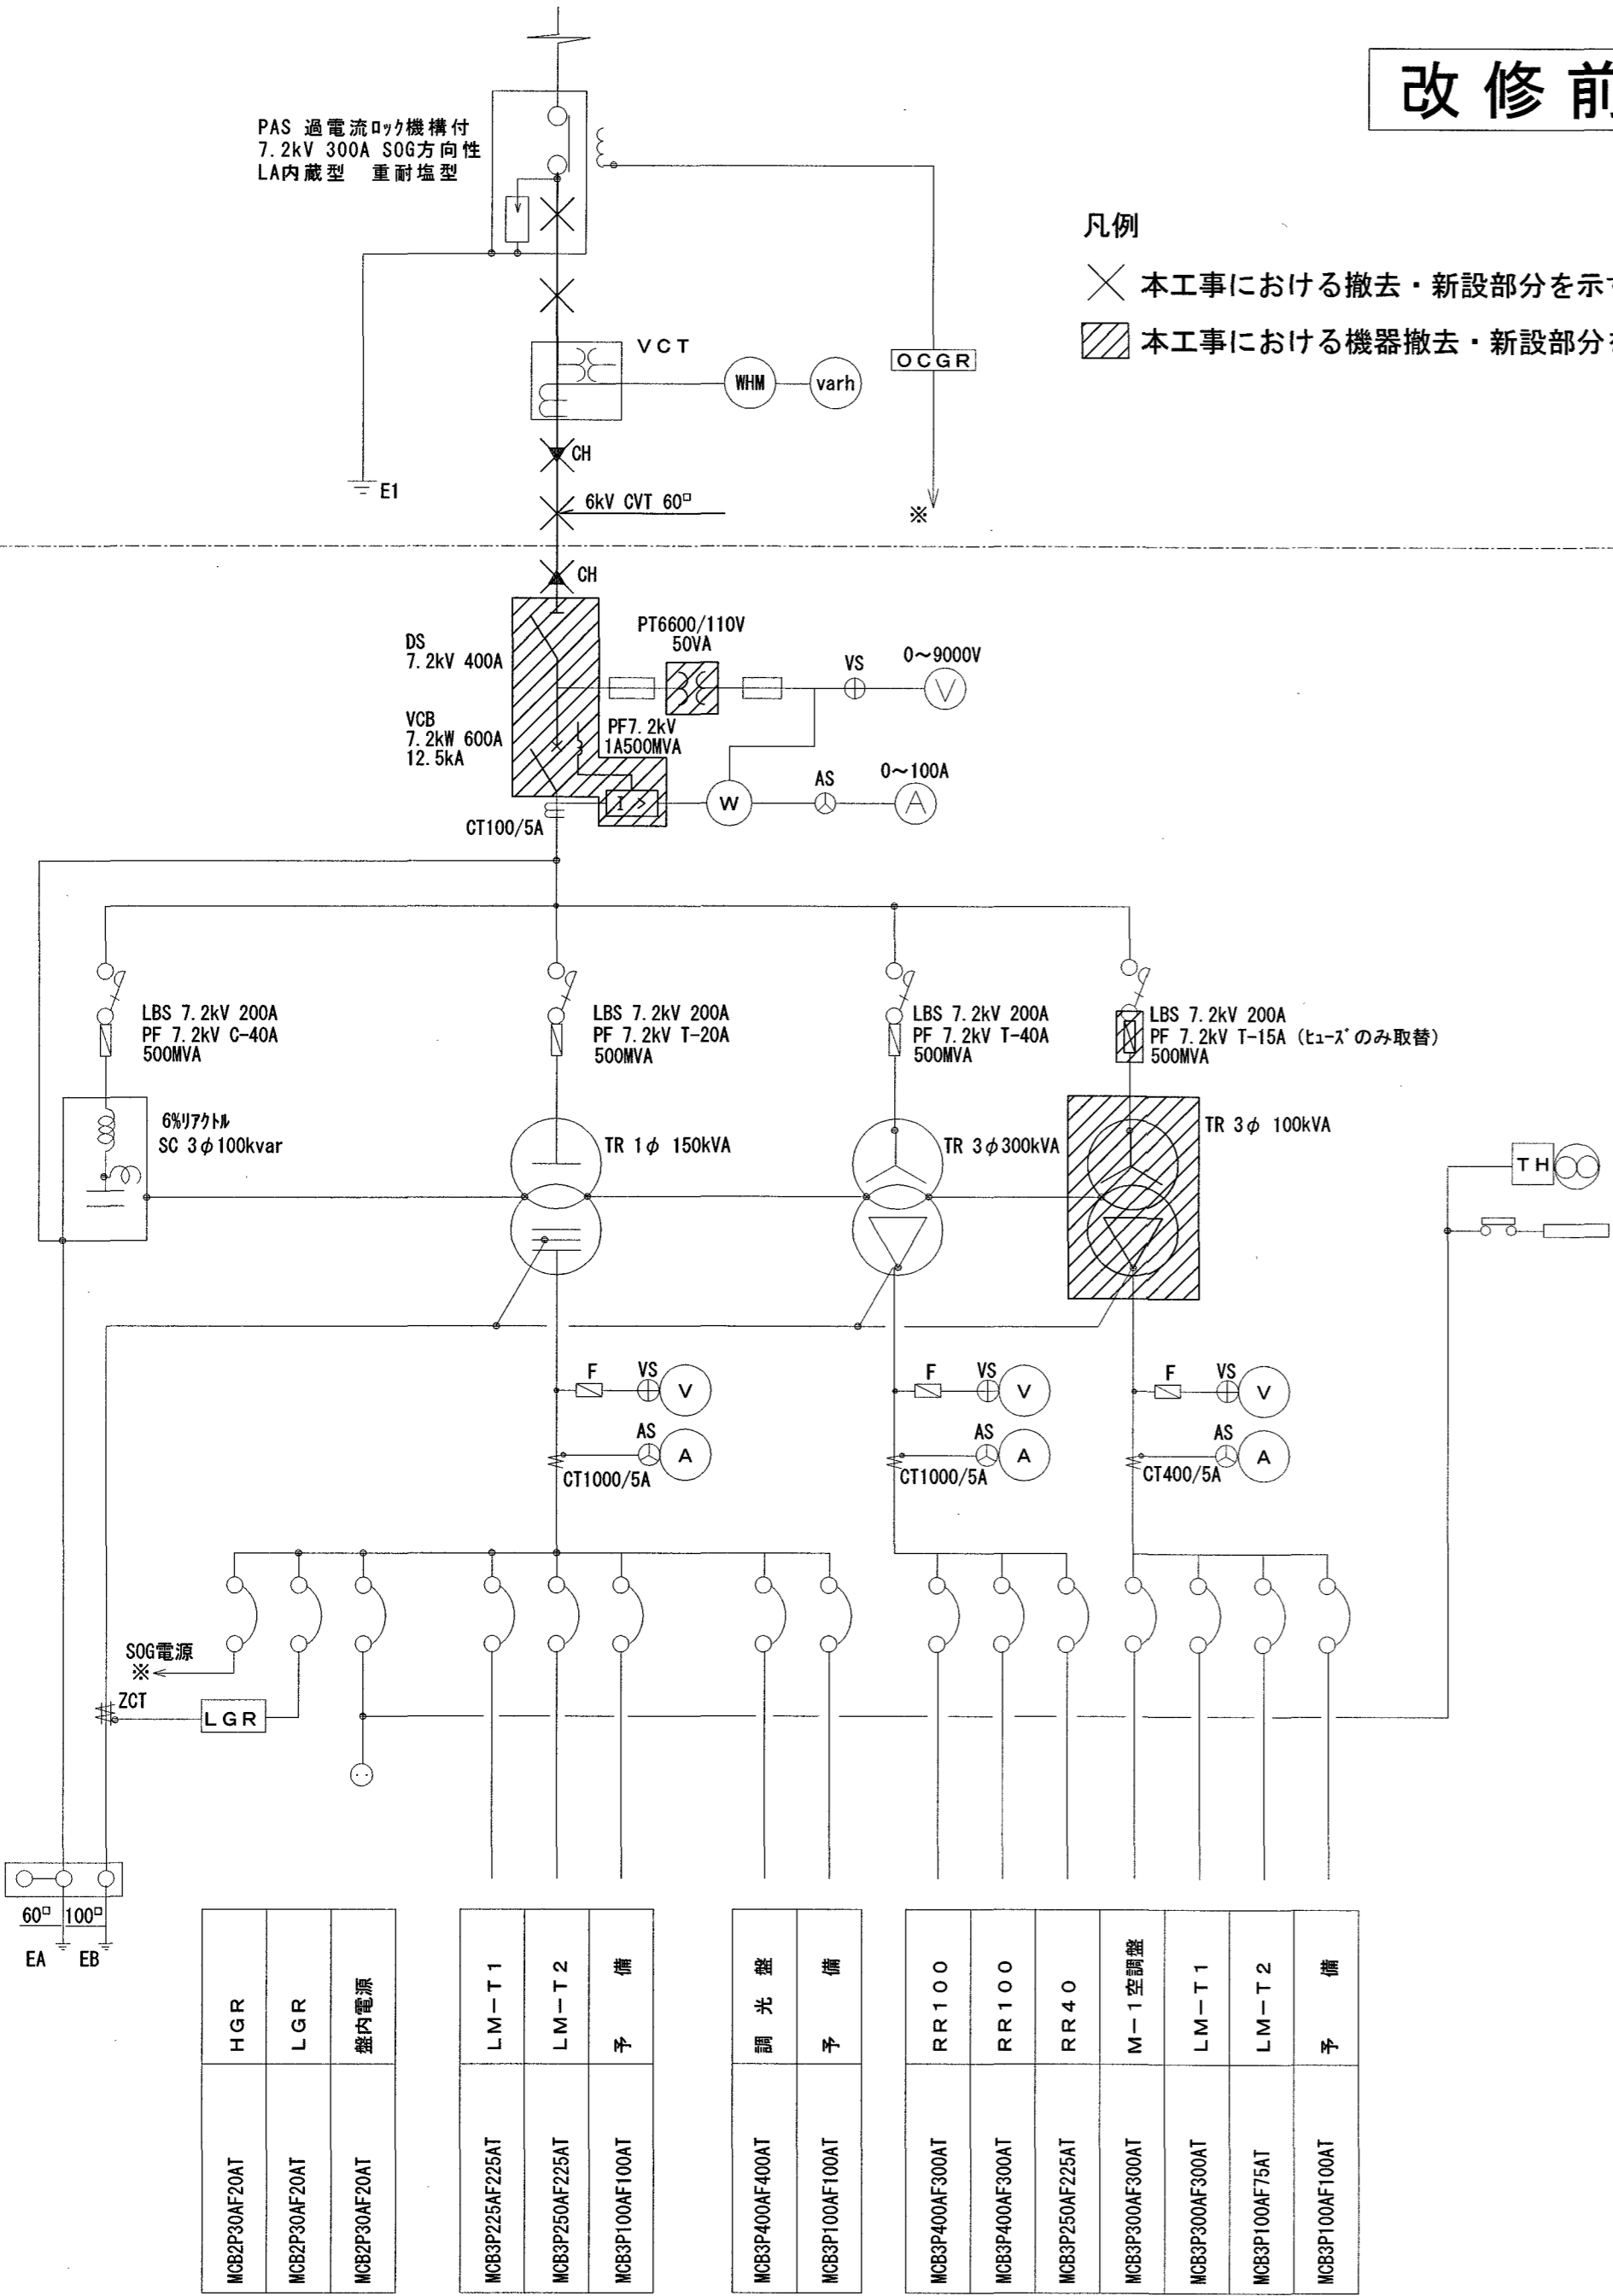 改修前
PAS 過電流ロック機構付
7.2kV 300A SOG方向性
LA内蔵型 重耐塩型
凡例
本工事における撤去・新設部分を示す
本工事における機器撤去・新設部分を
VCT
WHM
varh
OCGR
CH
E1
6kV CVT 60□
※
CH
DS
7.2kV 400A
PT6600/110V
50VA
VS
0～9000V
V
VCB
7.2kW 600A
12.5kA
PF7.2kV
1A500MVA
I >
W
AS
0～100A
A
CT100/5A
LBS 7.2kV 200A
PF 7.2kV C-40A
500MVA
LBS 7.2kV 200A
PF 7.2kV T-20A
500MVA
LBS 7.2kV 200A
PF 7.2kV T-40A
500MVA
LBS 7.2kV 200A
PF 7.2kV T-15A (ヒューズのみ取替)
500MVA
6%リアクトル
SC 3φ100kvar
TR 1φ 150kVA
TR 3φ300kVA
TR 3φ 100kVA
TH
F
VS
V
AS
A
CT1000/5A
F
VS
V
AS
A
CT1000/5A
F
VS
V
AS
A
CT400/5A
SOG電源
※
ZCT
LGR
60□
100□
EA
EB
HGR
MCB2P30AF20AT
LGR
MCB2P30AF20AT
盤内電源
MCB2P30AF20AT
LM−T1
MCB3P225AF225AT
LM−T2
MCB3P250AF225AT
予備
MCB3P100AF100AT
調光盤
MCB3P400AF400AT
予備
MCB3P100AF100AT
RR100
MCB3P400AF300AT
RR100
MCB3P400AF300AT
RR40
MCB3P250AF225AT
M−1空調盤
MCB3P300AF300AT
LM−T1
MCB3P300AF300AT
LM−T2
MCB3P100AF75AT
予備
MCB3P100AF100AT